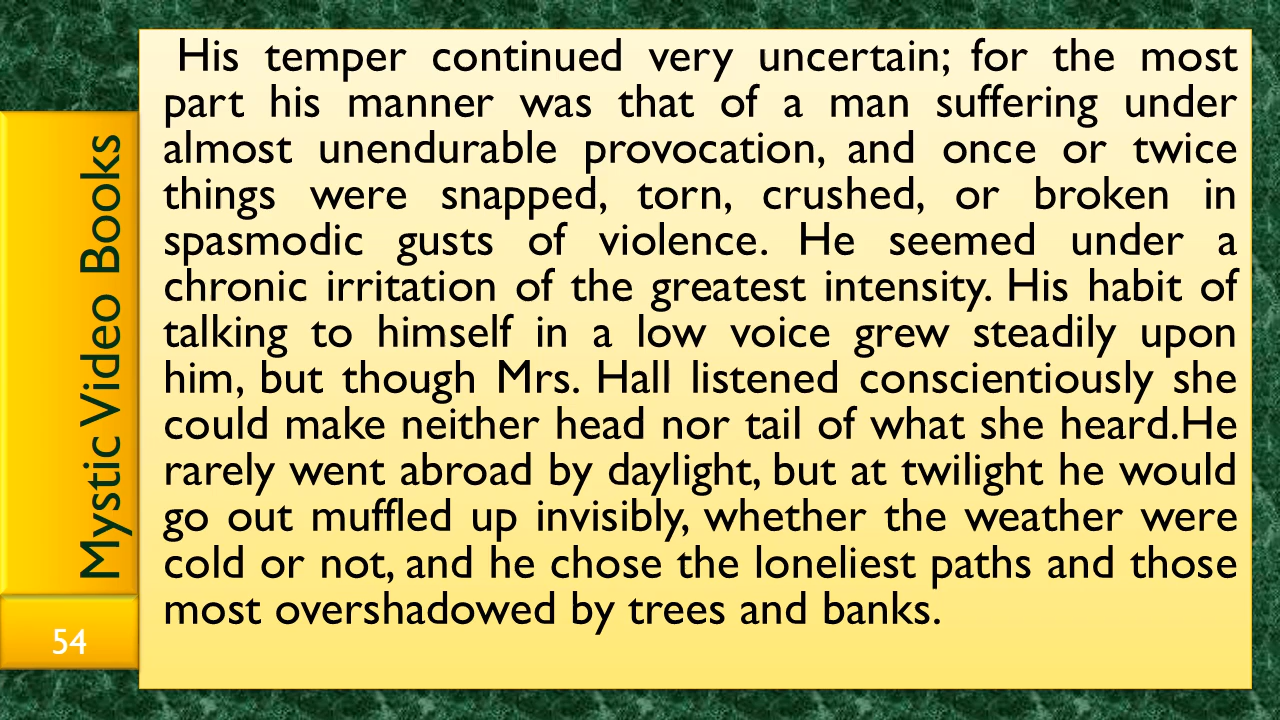 His temper continued very uncertain; for the most
part his manner was that of a man suffering under
almost unendurable provocation, and once or twice
things were snapped, torn, crushed, or broken in
spasmodic gusts of violence. He seemed under a
chronic irritation of the greatest intensity. His habit of
talking to himself in a low voice grew steadily upon
him, but though Mrs. Hall listened conscientiously she
could make neither head nor tail of what she heard.He
rarely went abroad by daylight, but at twilight he would
go out muffled up invisibly, whether the weather were
cold or not, and he chose the loneliest paths and those
most overshadowed by trees and banks.
Mystic Video Books
54